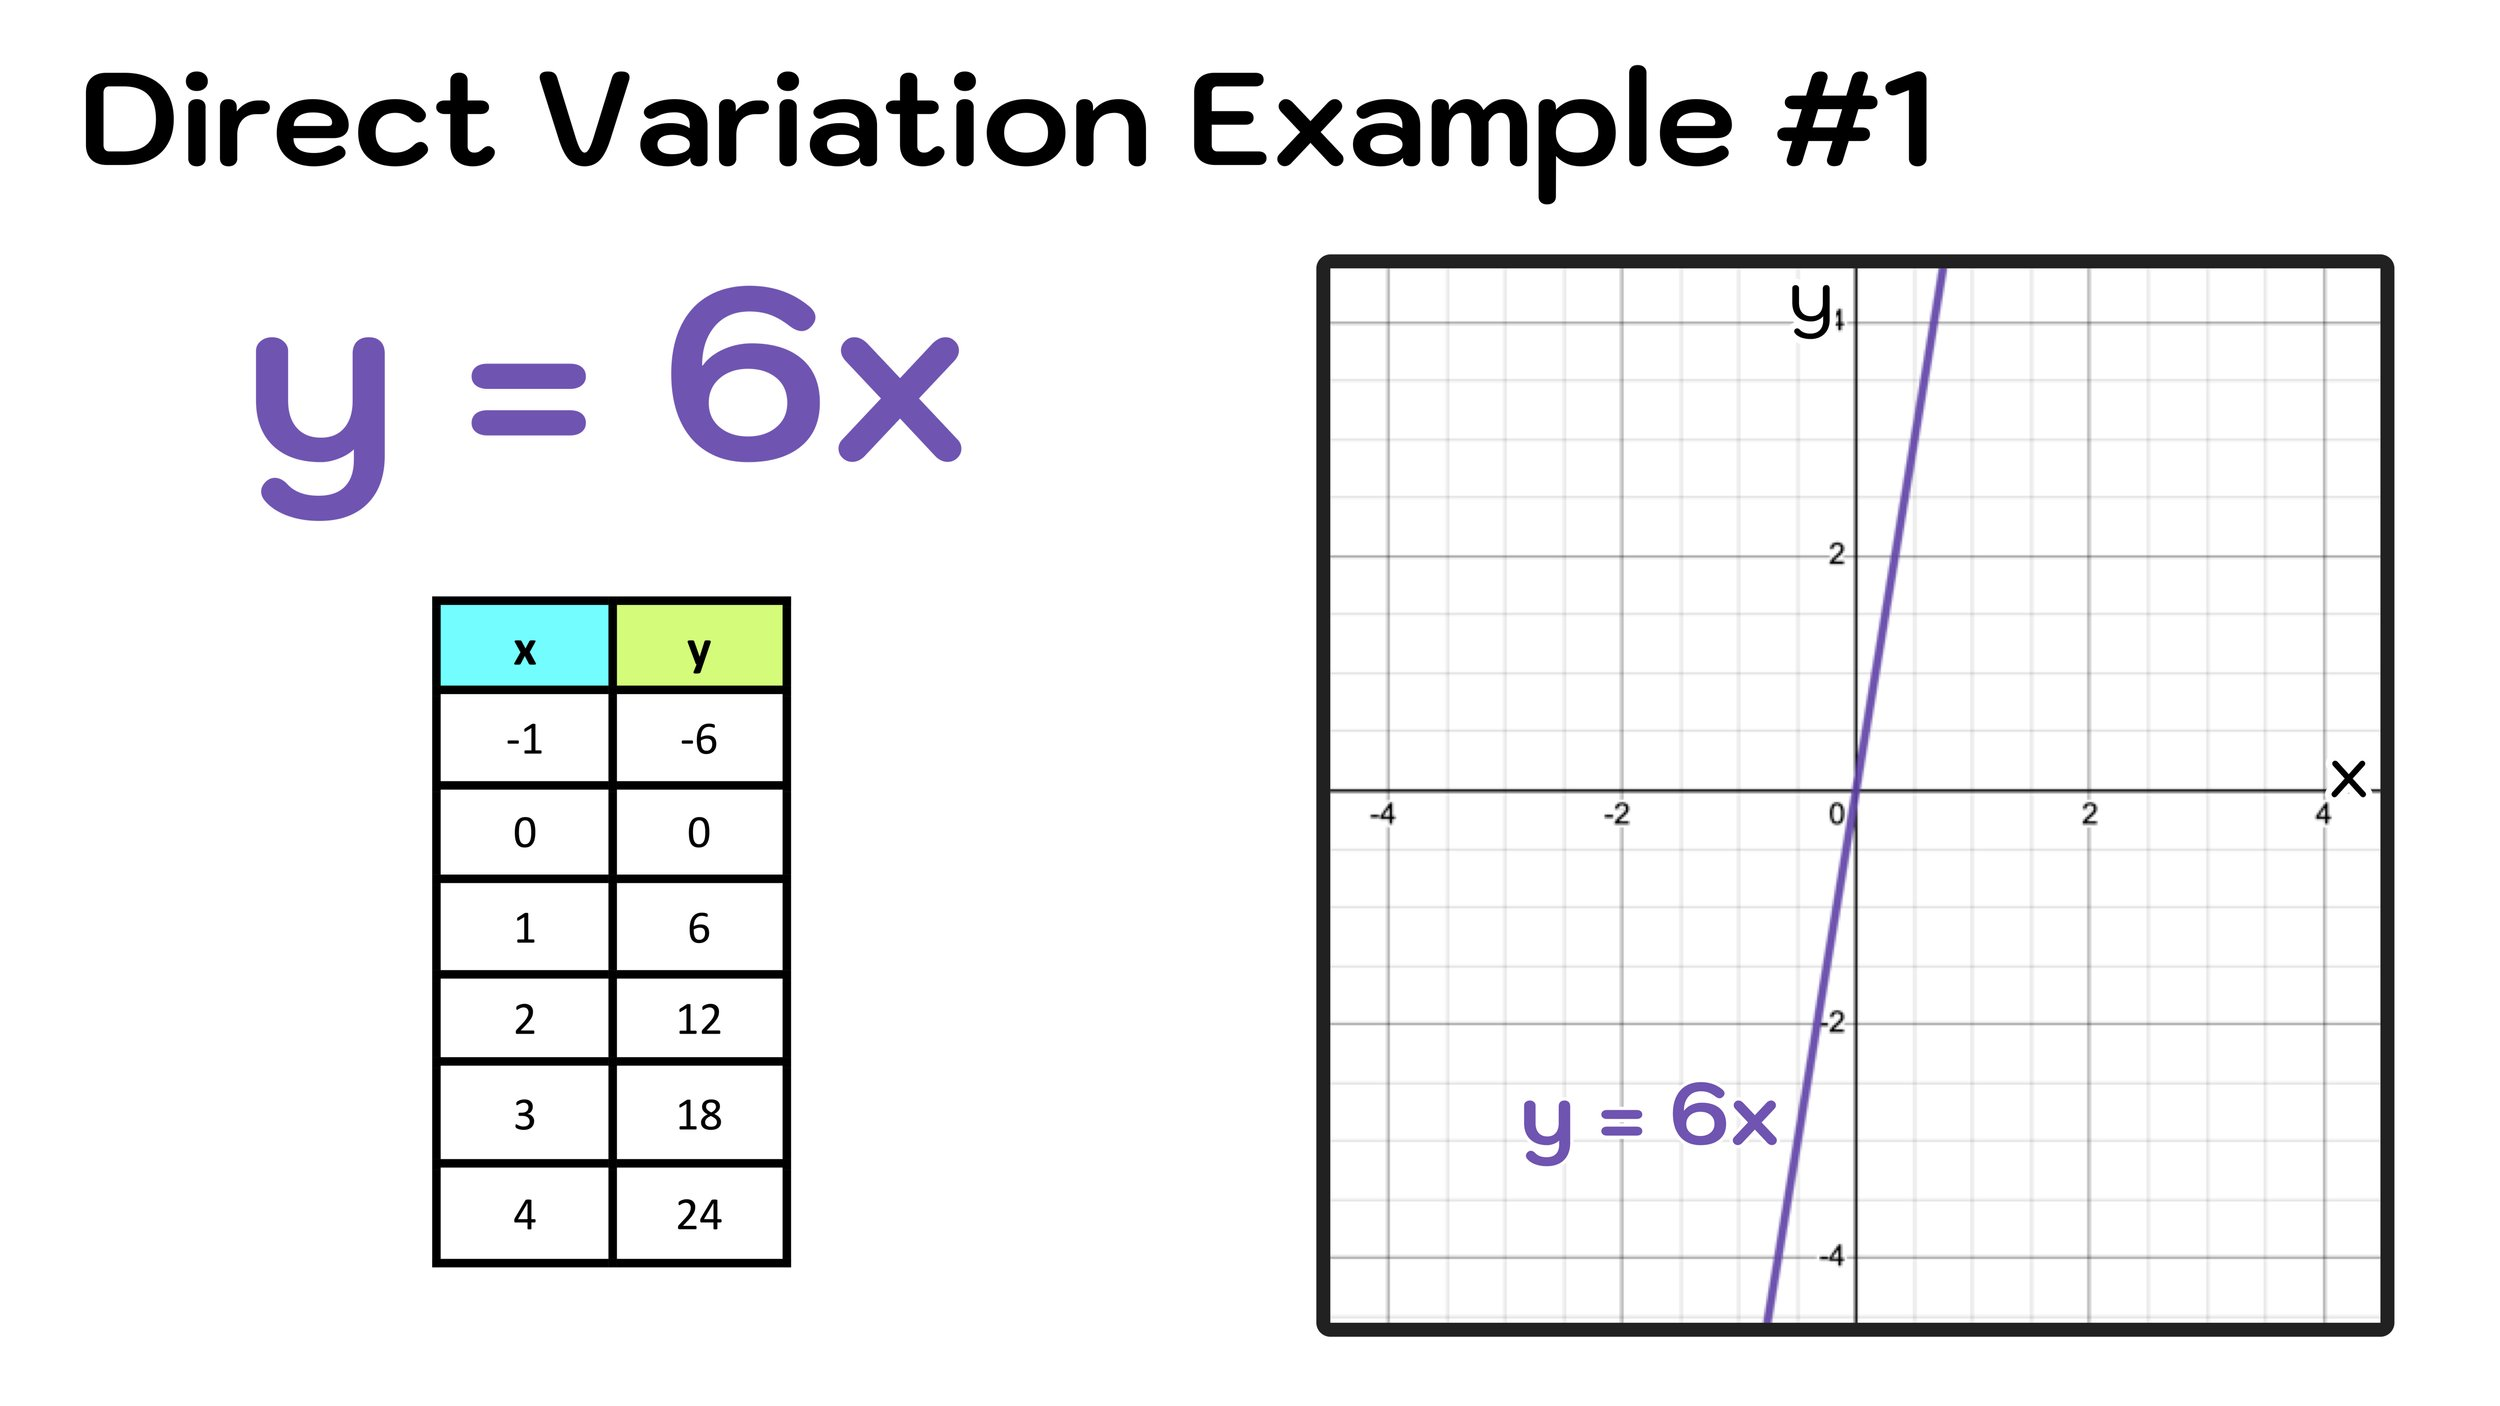 Direct Variation Example #1
y = 6x
x y
-1 -6
0 0
1 6
2 12
3 18
4 24
y
2
-4 -2 0 2 4 x
-2
y = 6x
-4